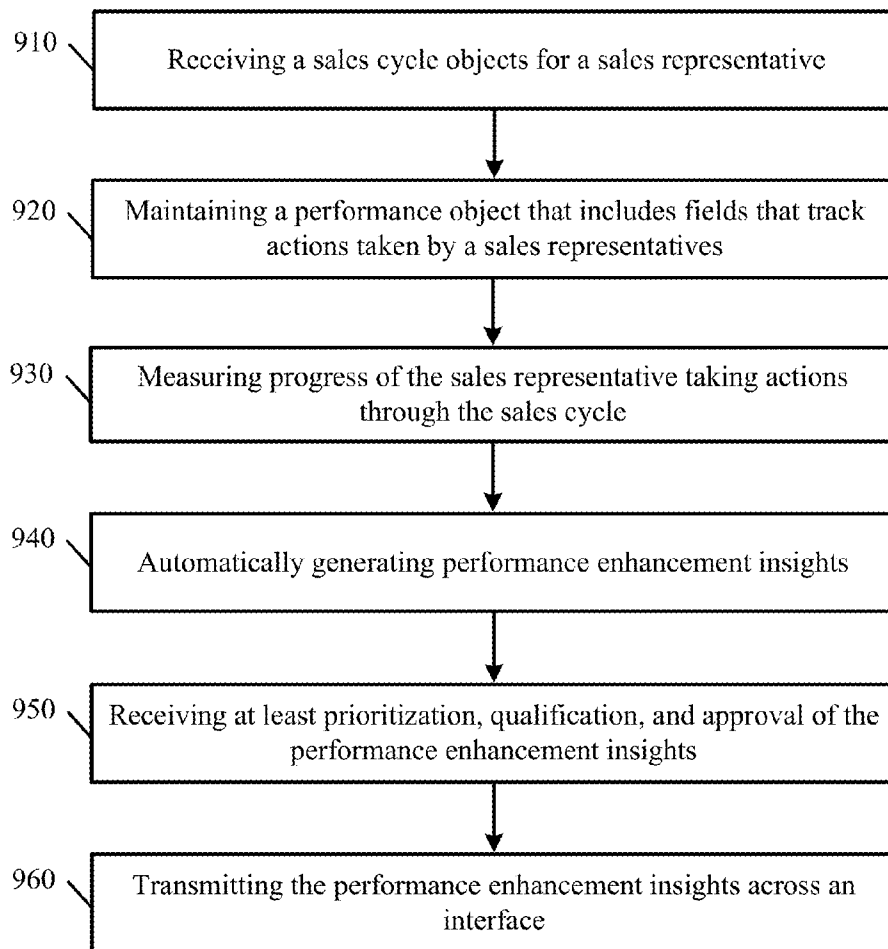 910
Receiving a sales cycle objects for a sales representative
920
Maintaining a performance object that includes fields that track
actions taken by a sales representatives
930
Measuring progress of the sales representative taking actions
through the sales cycle
940
Automatically generating performance enhancement insights
950
Receiving at least prioritization, qualification, and approval of the
performance enhancement insights
960
Transmitting the performance enhancement insights across an
interface